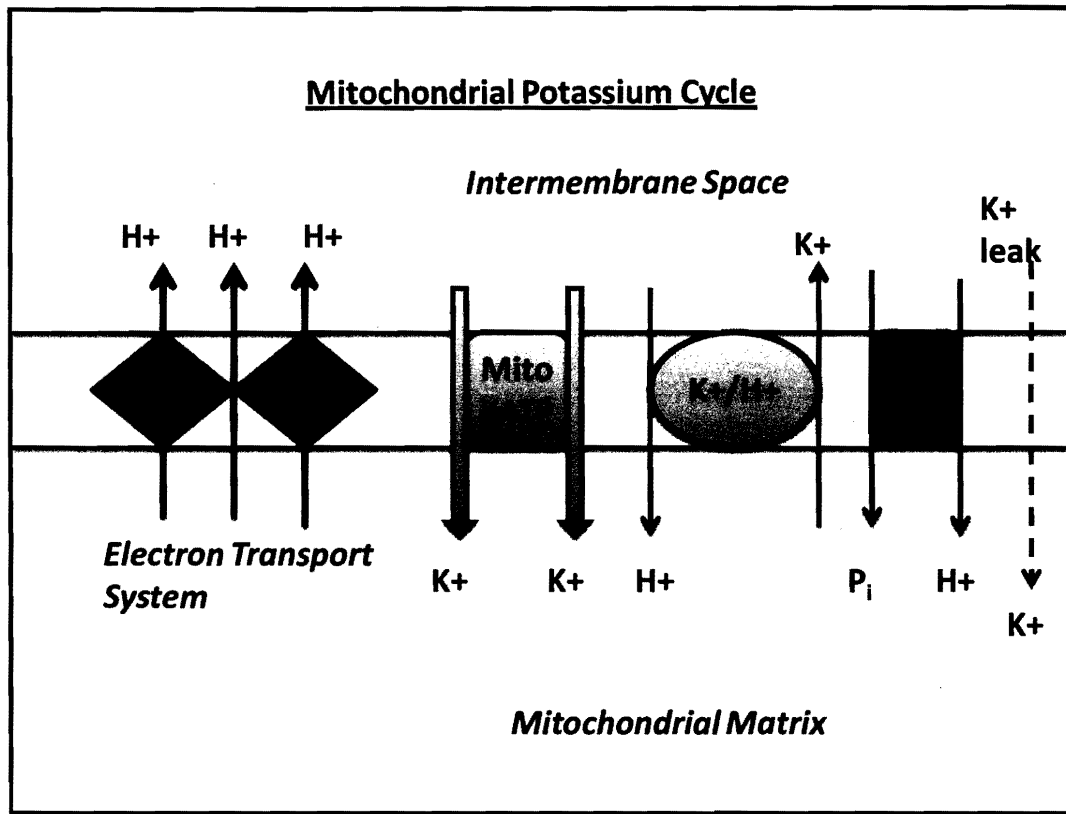 Mitochondrial Potassium Cycle
Intermembrane Space
H+ H+ H+
K+
K+
leak
Mito
K+/H+
Electron Transport
System
K+ K+ H+ Pi H+
K+
Mitochondrial Matrix